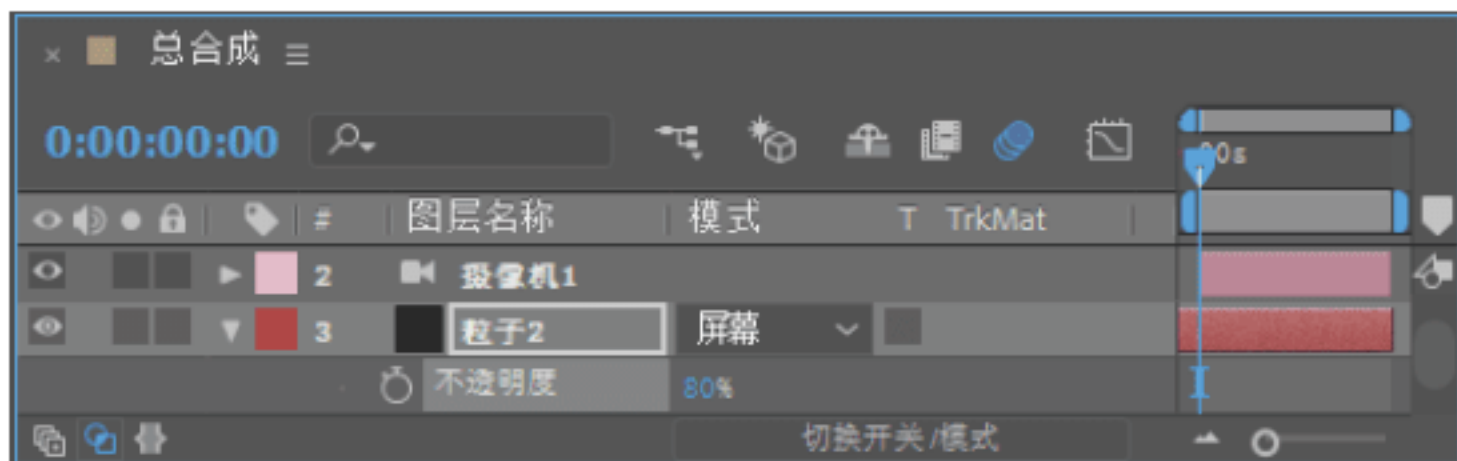 总合成
0:00:00:00
00s
# 图层名称 模式 T TrkMat
2 摄像机1
3 粒子2 屏幕
不透明度 80%
切换开关/模式